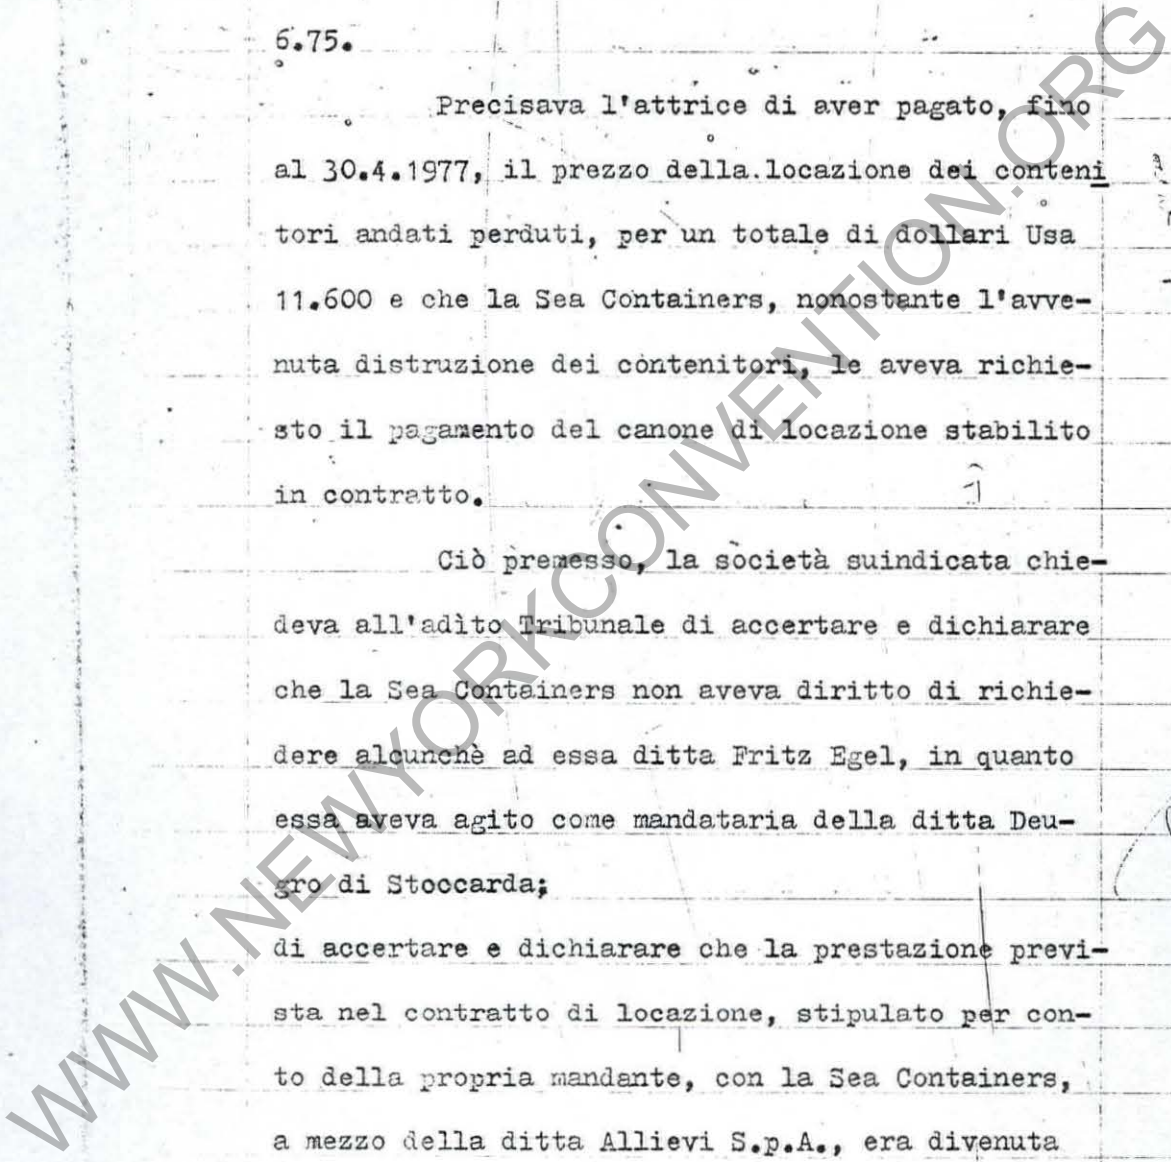 6.75.
Precisava l'attrice di aver pagato, fino
al 30.4.1977, il prezzo della locazione dei conteni
tori andati perduti, per un totale di dollari Usa
11.600 e che la Sea Containers, nonostante l'avve-
nuta distruzione dei contenitori, le aveva richie-
sto il pagamento del canone di locazione stabilito
in contratto.
Ciò premesso, la società suindicata chie-
deva all'adìto Tribunale di accertare e dichiarare
che la Sea Containers non aveva diritto di richie-
dere alcunchè ad essa ditta Fritz Egel, in quanto
essa aveva agito come mandataria della ditta Deu-
gro di Stoccarda;
di accertare e dichiarare che la prestazione previ-
sta nel contratto di locazione, stipulato per con-
to della propria mandante, con la Sea Containers,
a mezzo della ditta Allievi S.p.A., era divenuta
WWW.NEWYORKCONVENTION.ORG